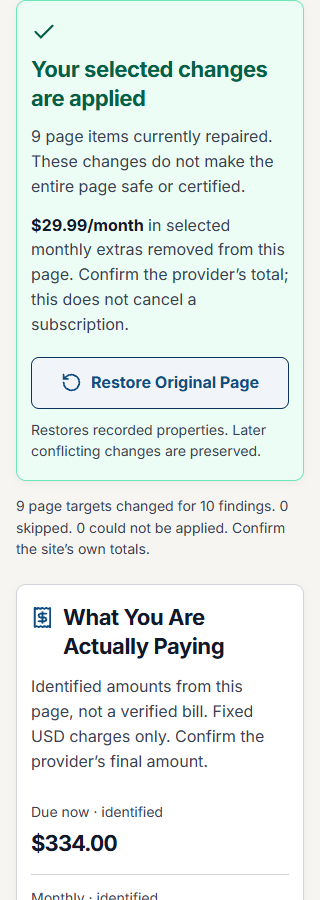 Your selected changes
are applied
9 page items currently repaired.
These changes do not make the
entire page safe or certified.
$29.99/month in selected
monthly extras removed from this
page. Confirm the provider’s total;
this does not cancel a
subscription.
Restore Original Page
Restores recorded properties. Later
conflicting changes are preserved.
9 page targets changed for 10 findings. 0
skipped. 0 could not be applied. Confirm
the site’s own totals.
What You Are
Actually Paying
Identified amounts from this
page, not a verified bill. Fixed
USD charges only. Confirm the
provider’s final amount.
Due now · identified
$334.00
Monthly · identified